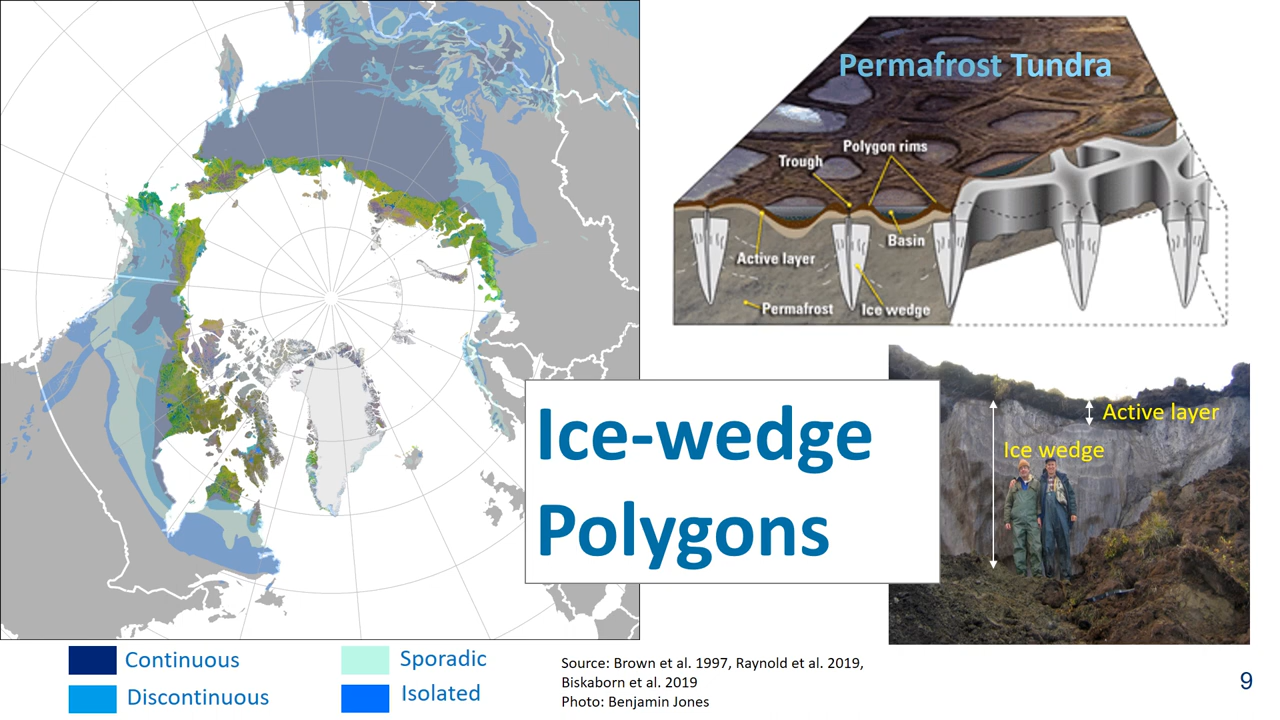 Permafrost Tundra
Polygon rims
Trough
Basin
Active layer
Permafrost
Ice wedge
Active layer
Ice wedge
Ice-wedge
Polygons
Continuous
Sporadic
Discontinuous
Isolated
Source: Brown et al. 1997, Raynold et al. 2019,
Biskaborn et al. 2019
Photo: Benjamin Jones
9